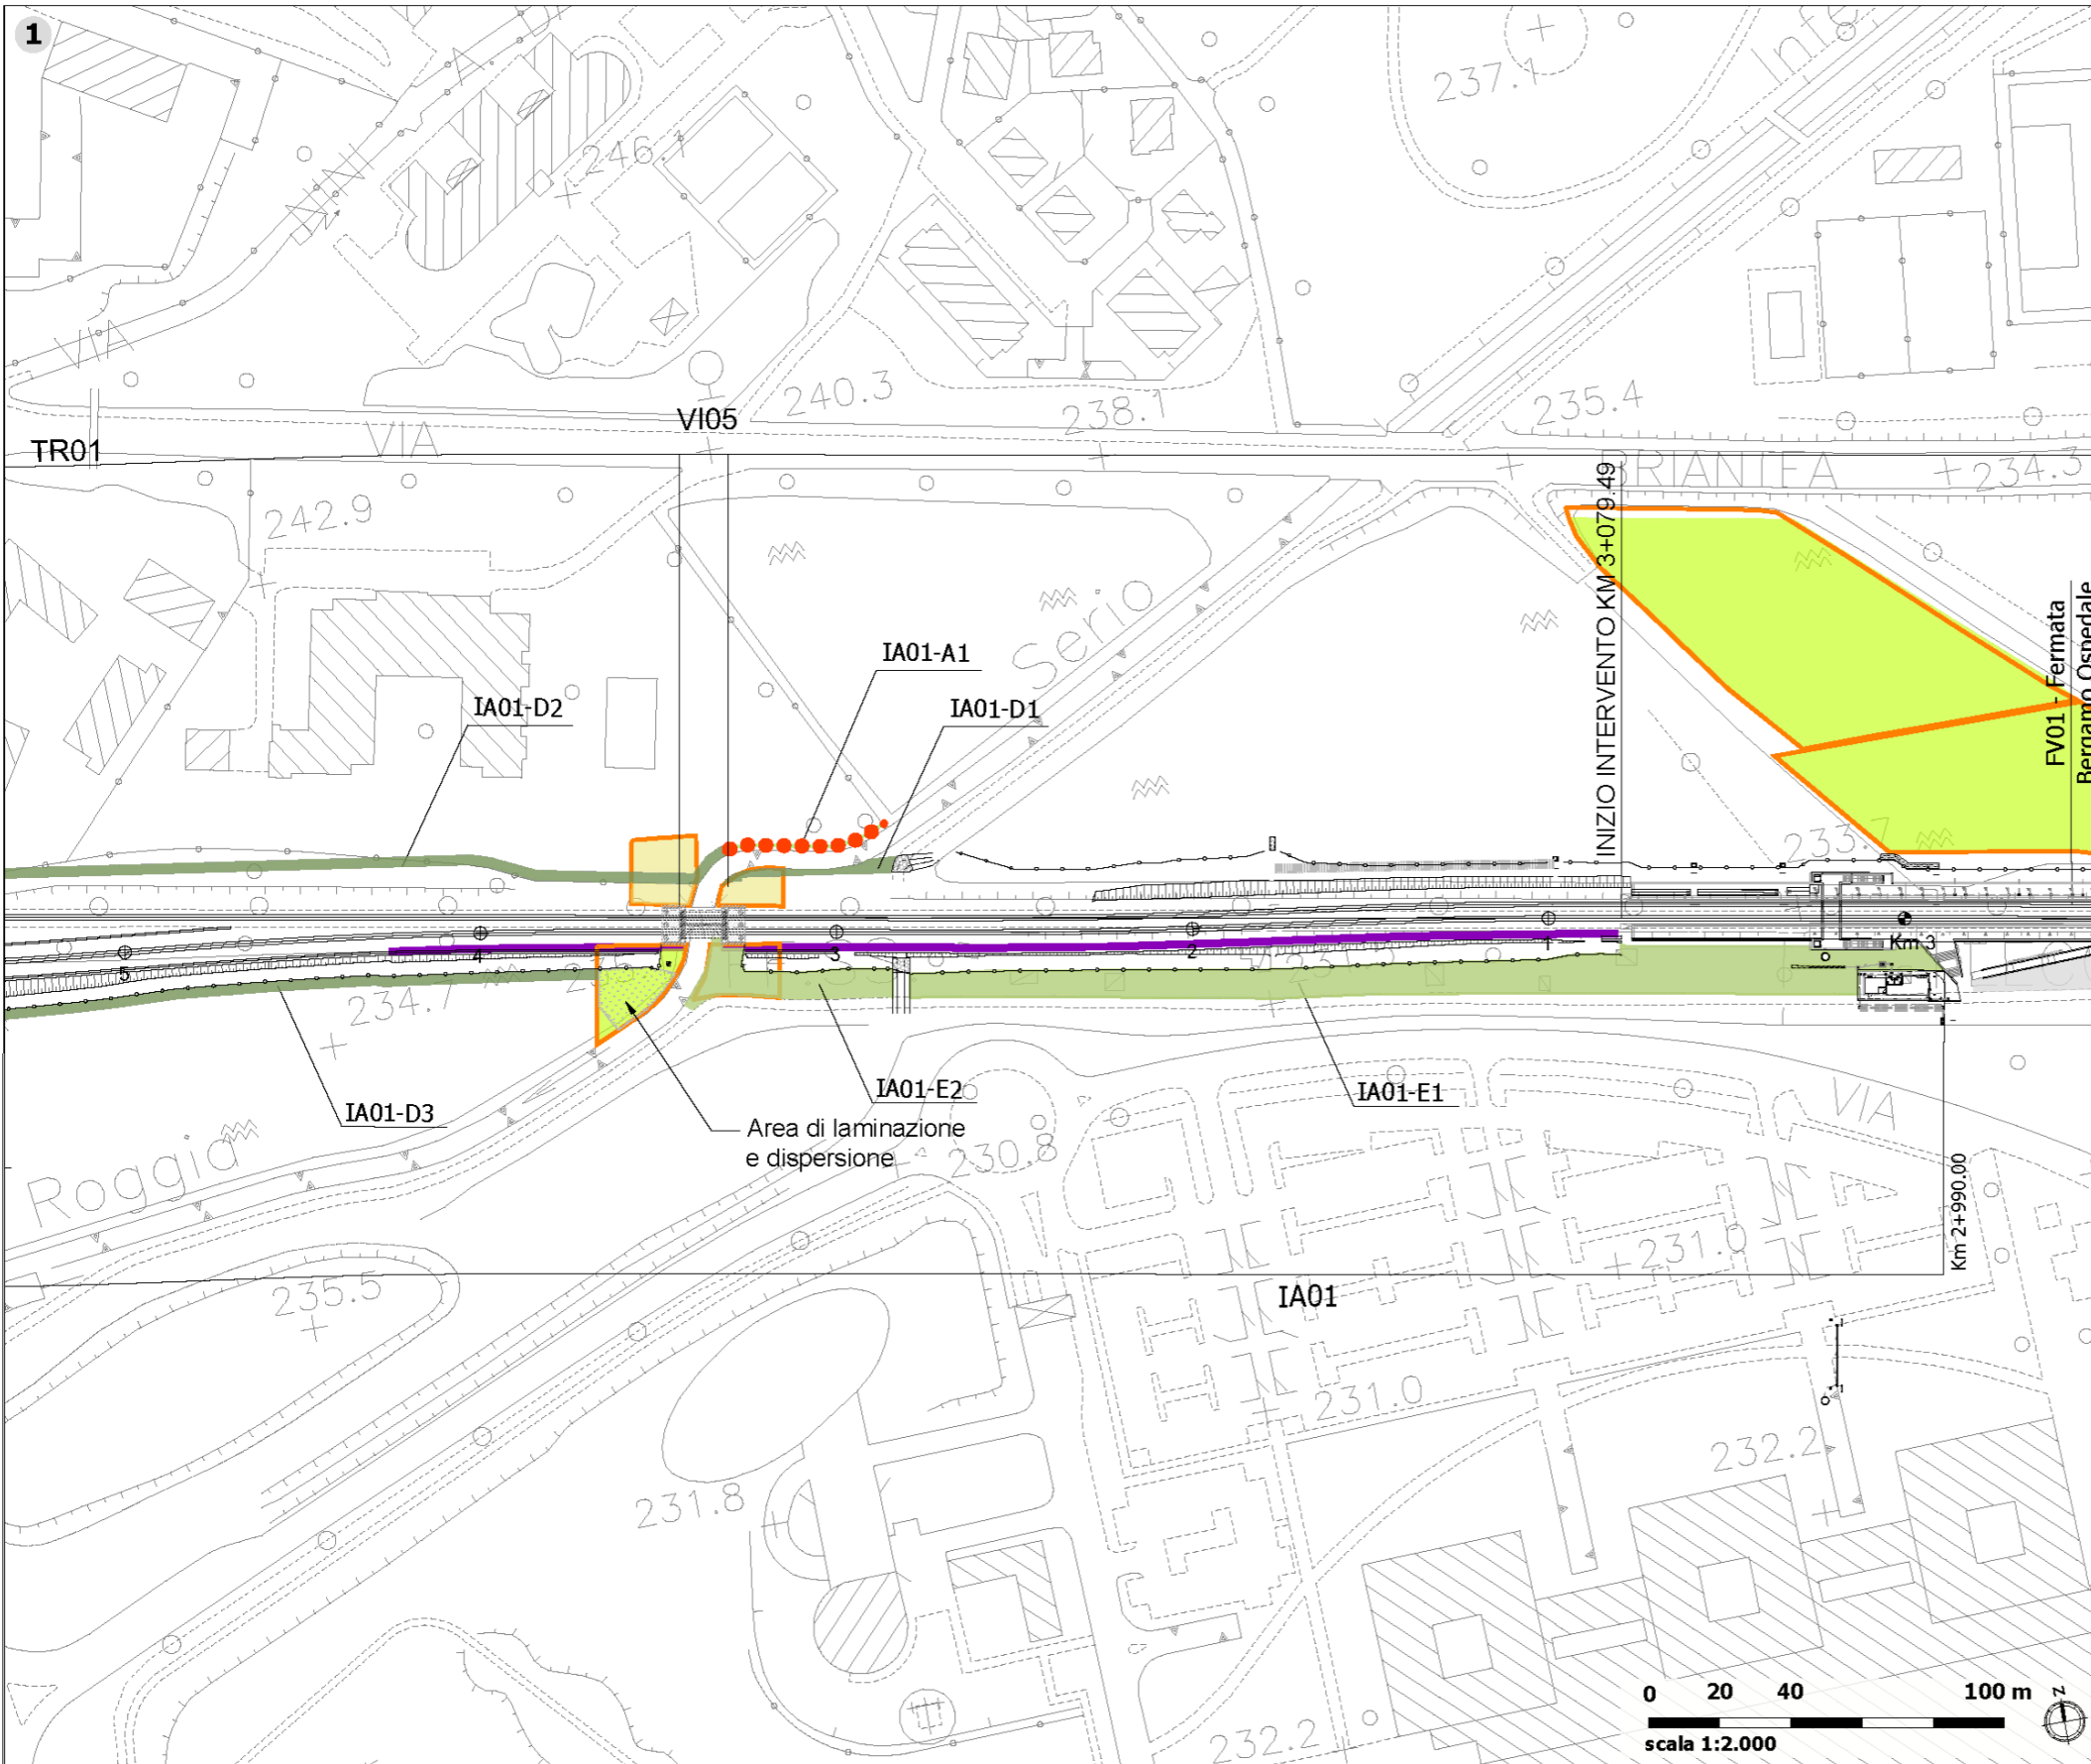 1
237.1
246.1
VIA
240.3
238.1
235.4
VI05
TR01
VIA
BRIANTEA
234.3
242.9
INIZIO INTERVENTO KM 3+079.49
Serio
IA01-A1
IA01-D2
IA01-D1
FV01 - Fermata
Bergamo Ospedale
233.7
Km 3
1
2
3
4
5
234.7
IA01-E2
IA01-E1
IA01-D3
Area di laminazione
e dispersione
VIA
Roggia
230.8
Km 2+990.00
231.0
235.5
IA01
231.0
232.2
231.8
232.2
0 20 40 100 m
scala 1:2.000
z